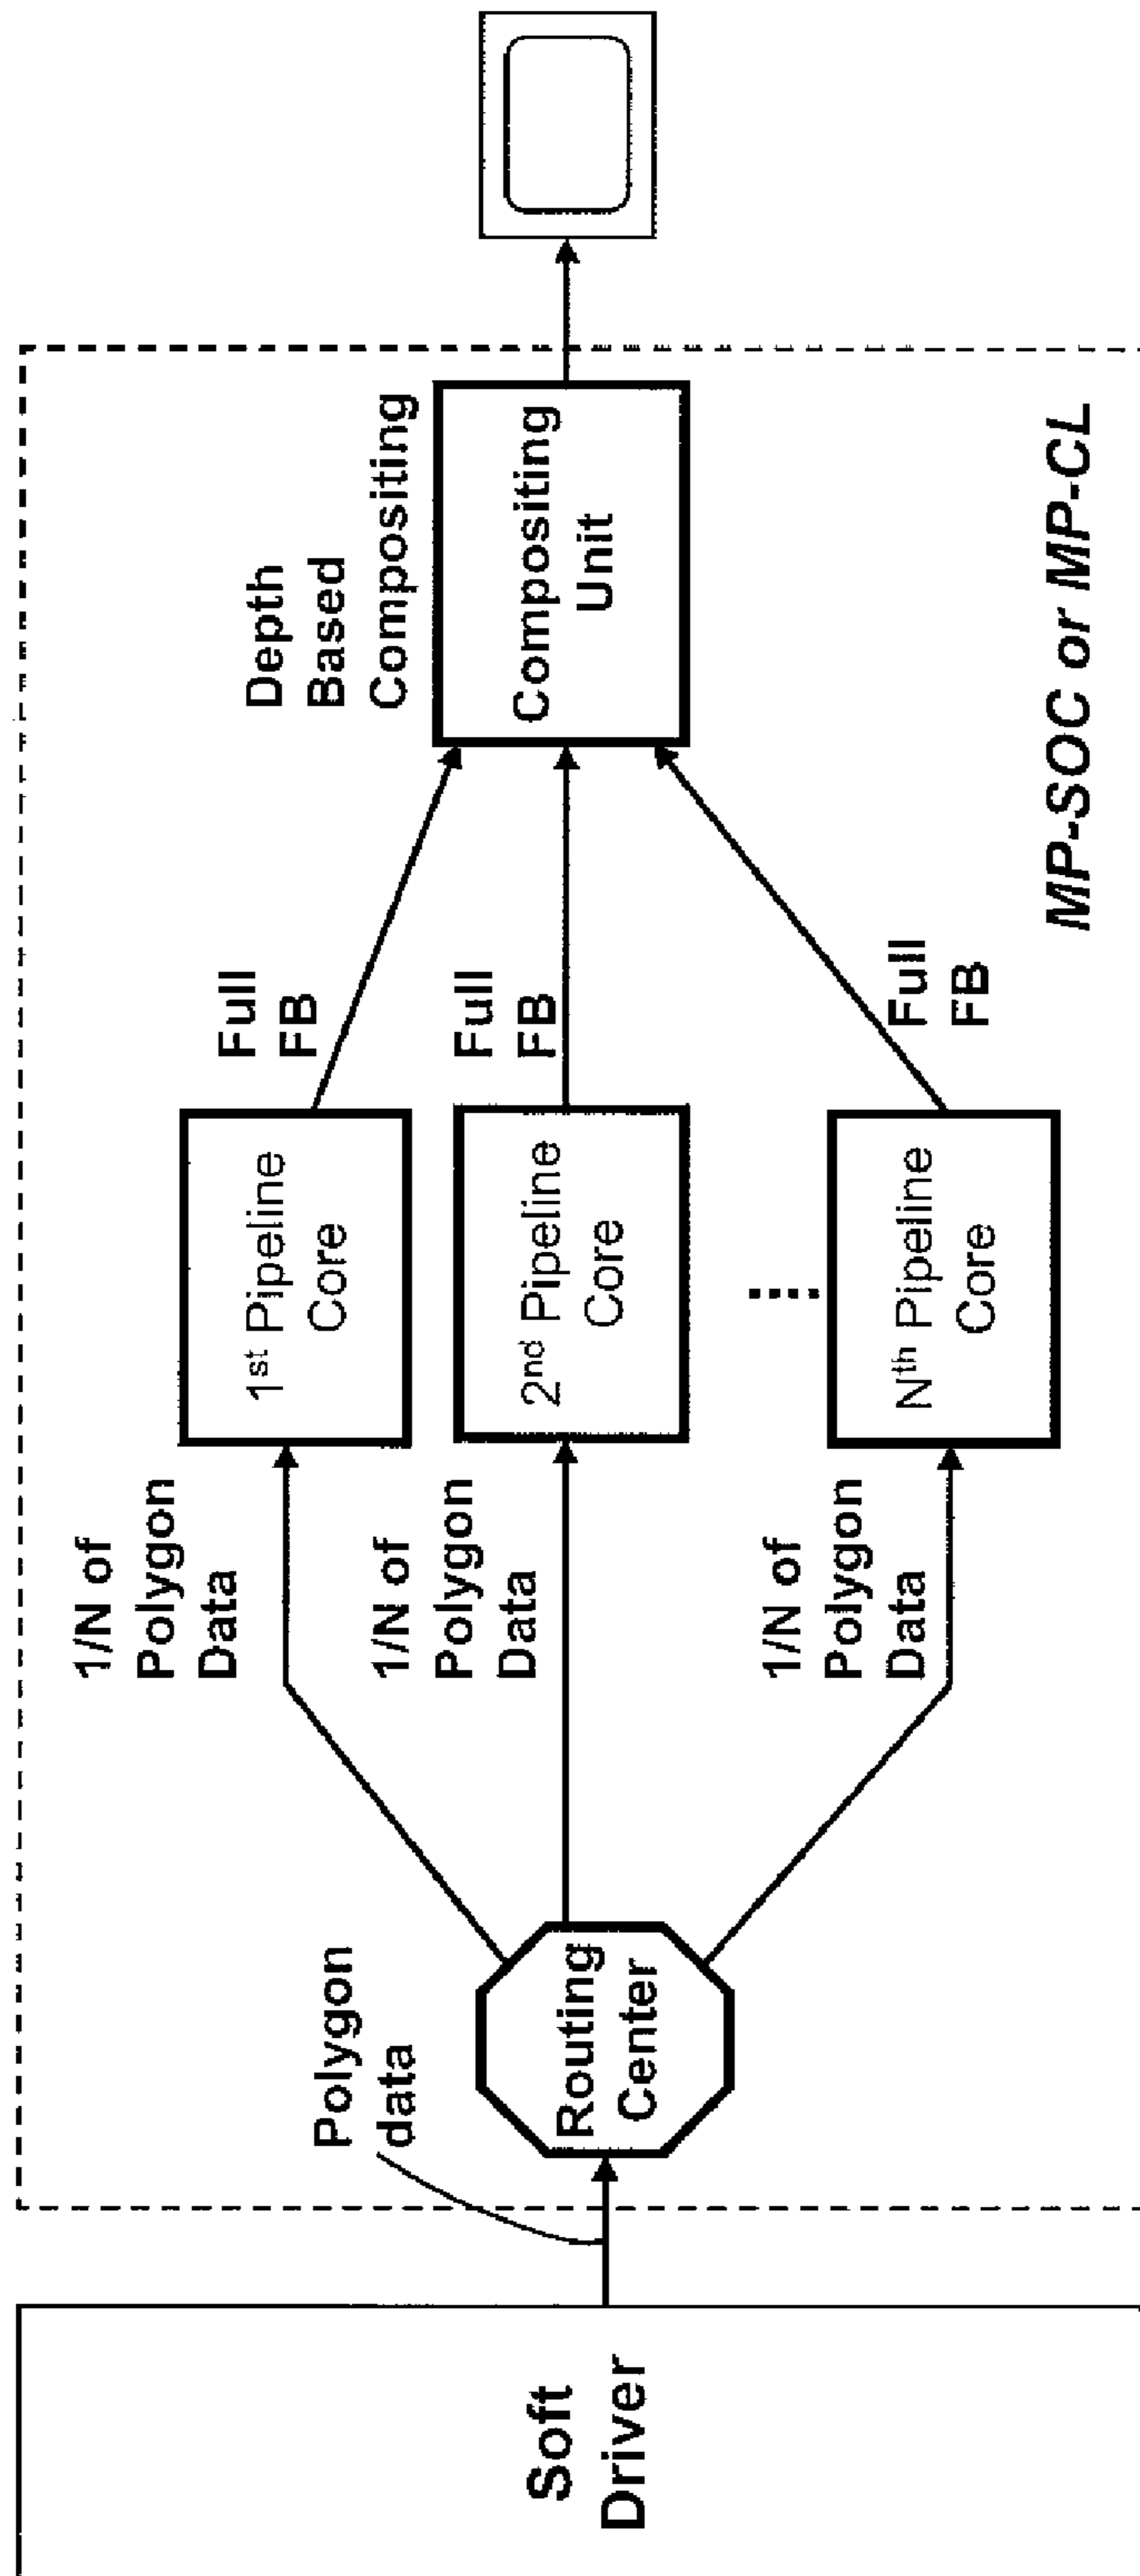 Soft
Driver
Polygon
data
Routing
Center
1/N of
Polygon
Data
1/N of
Polygon
Data
1/N of
Polygon
Data
1st Pipeline
Core
2nd Pipeline
Core
Nth Pipeline
Core
Full
FB
Full
FB
Full
FB
Depth
Based
Compositing
Compositing
Unit
MP-SOC or MP-CL